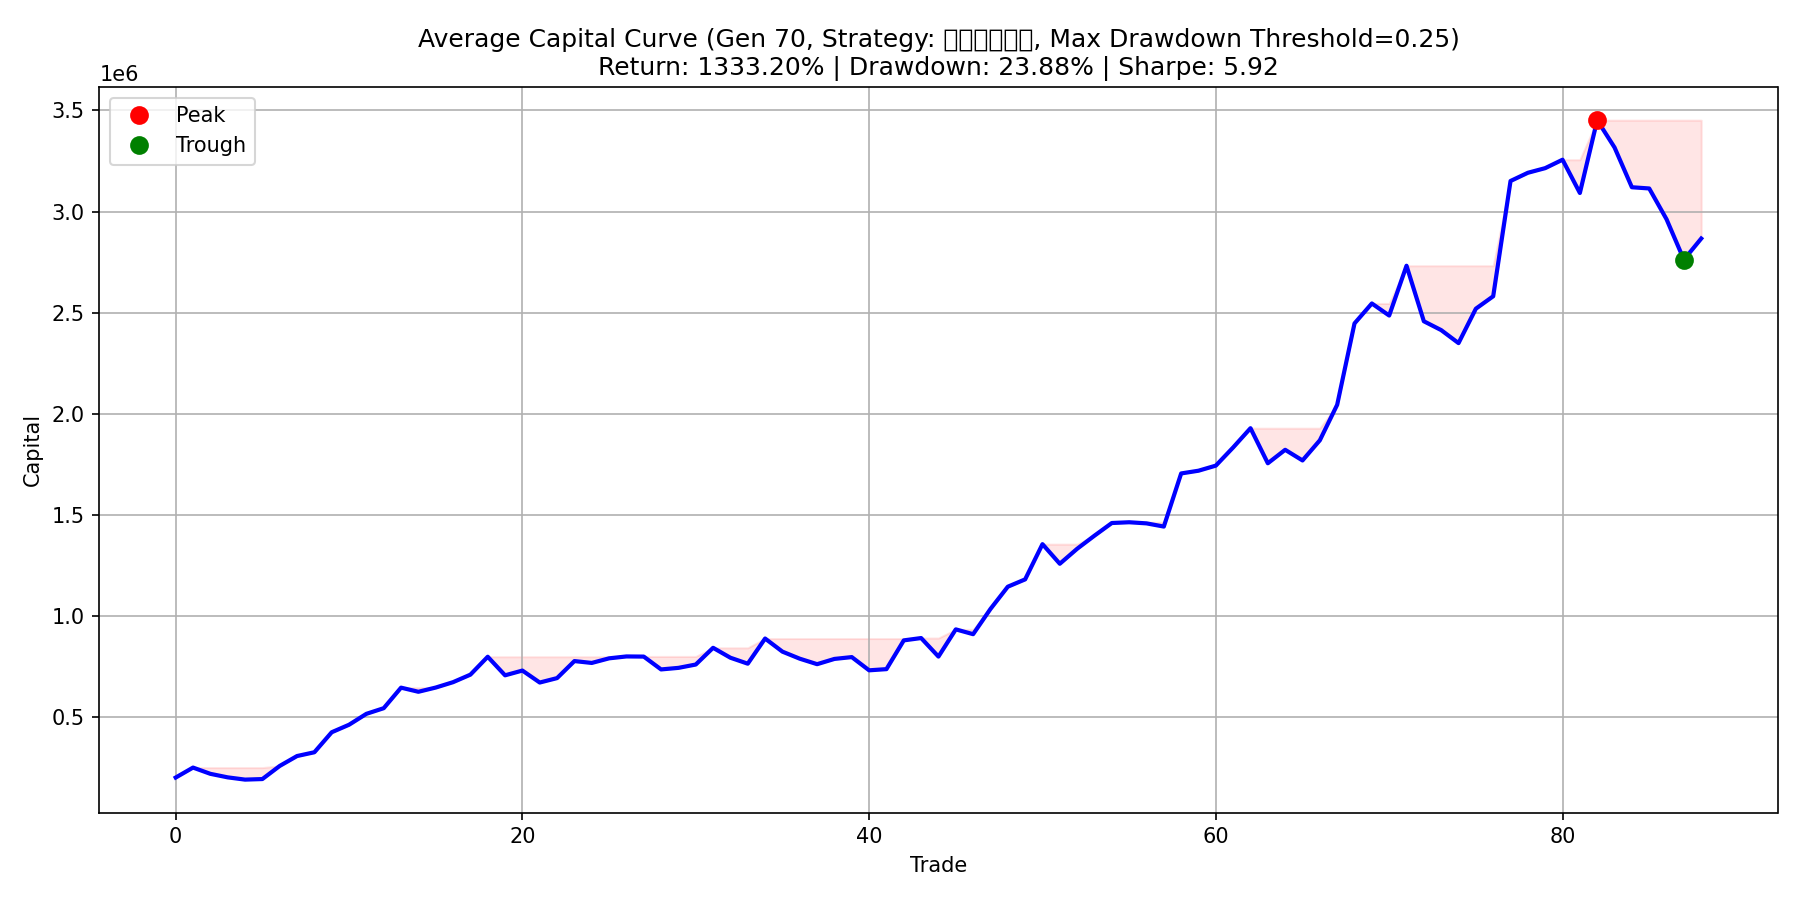 Average Capital Curve (Gen 70, Strategy: □□□□□□, Max Drawdown Threshold=0.25)
Return: 1333.20% | Drawdown: 23.88% | Sharpe: 5.92
1e6
Peak
Trough
3.5
3.0
2.5
2.0
1.5
1.0
0.5
Capital
0 20 40 60 80
Trade